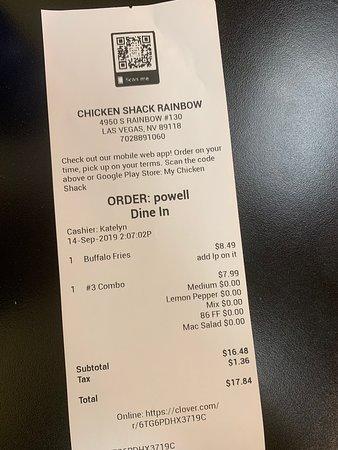 Scan me
CHICKEN SHACK RAINBOW
4950 S RAINBOW #130
LAS VEGAS, NV 89118
7028891060
Check out our mobile web app! Order on your
time, pick up on your terms. Scan the code
above or Google Play Store: My Chicken
Shack
ORDER: powell
Dine In
Cashier: Katelyn
14-Sep-2019 2:07:02P
1 Buffalo Fries $8.49
add lp on it
1 #3 Combo $7.99
Medium $0.00
Lemon Pepper $0.00
Mix $0.00
86 FF $0.00
Mac Salad $0.00
Subtotal $16.48
Tax $1.36
Total $17.84
Online: https://clover.com/
r/6TG6PDHX3719C